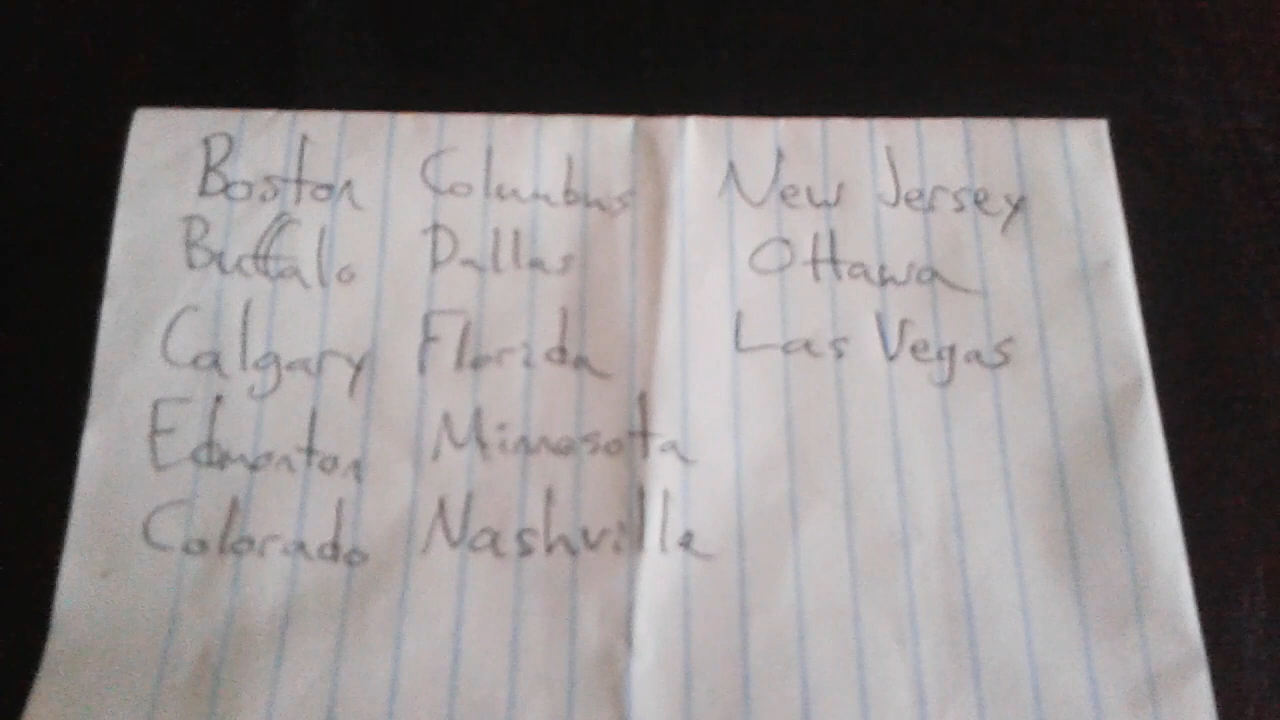 Boston Columbus New Jersey
Buffalo Dallas Ottawa
Calgary Florida Las Vegas
Edmonton Minnesota
Colorado Nashville